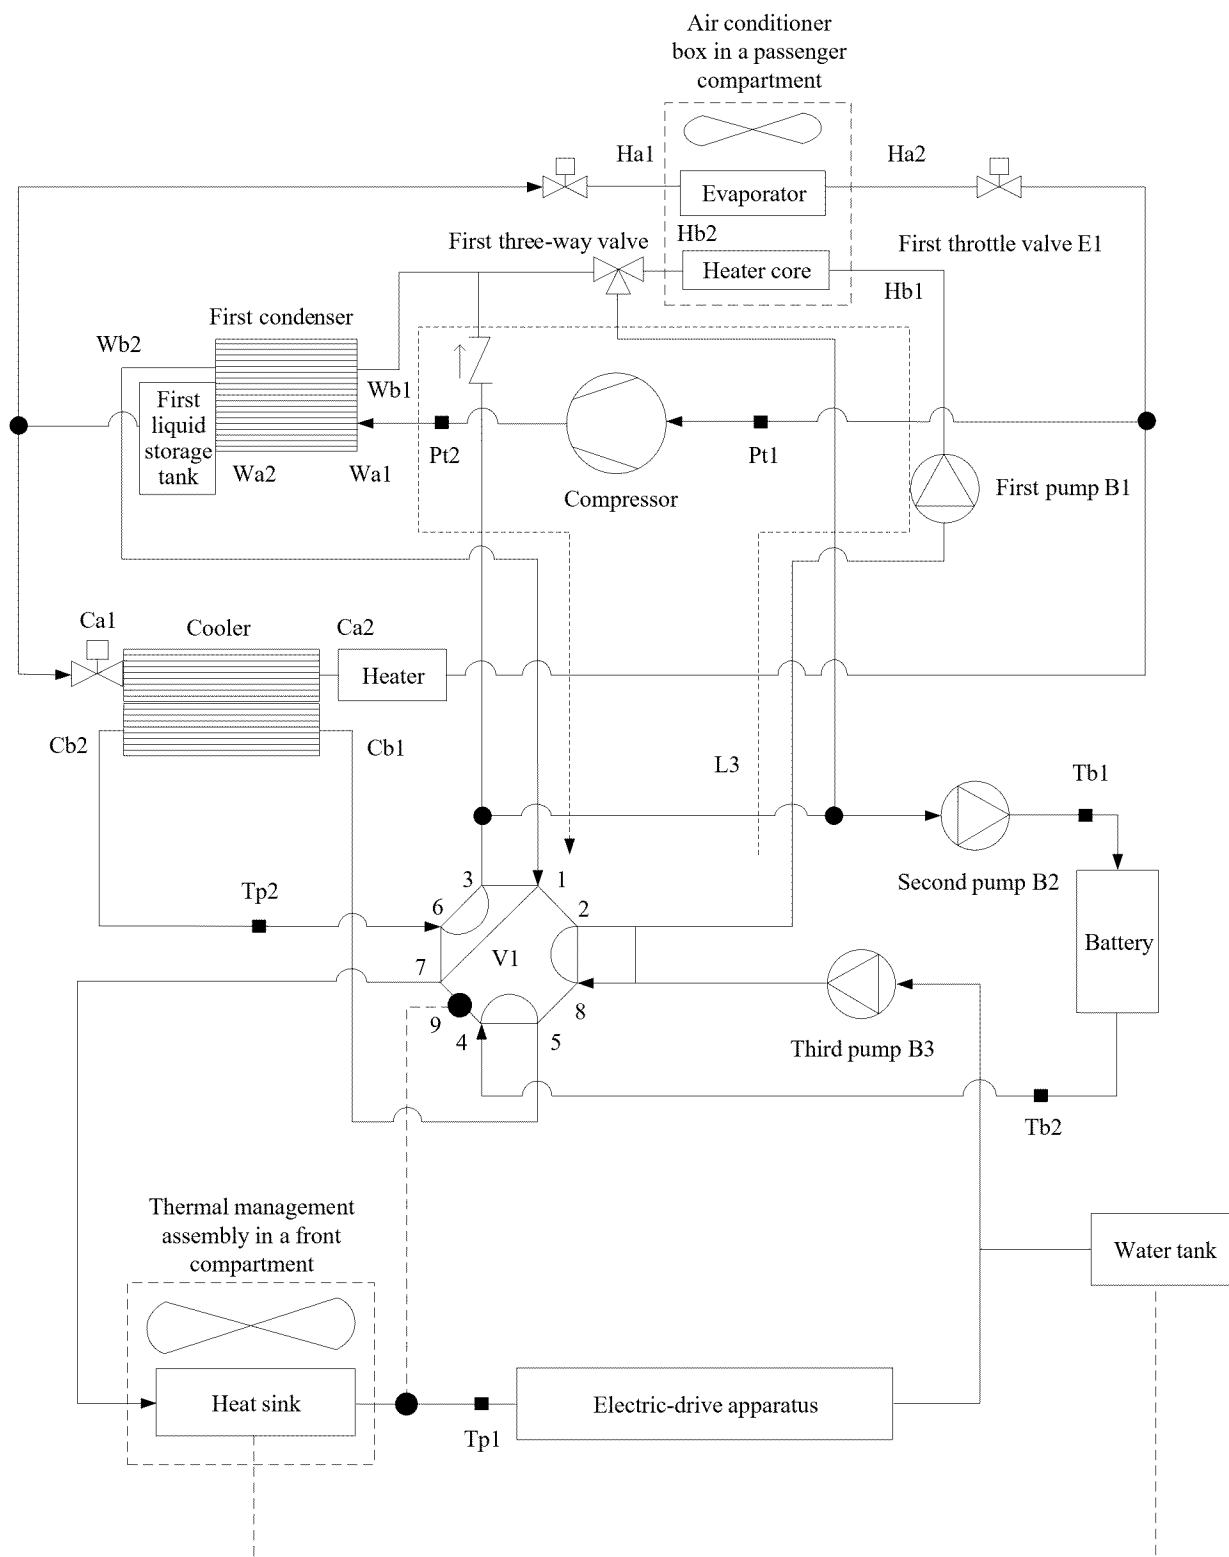 Air conditioner
box in a passenger
compartment
Ha1
Ha2
Evaporator
First three-way valve
Hb2
First throttle valve E1
Heater core
Hb1
First condenser
Wb2
Wb1
First
liquid
storage
tank
Wa2
Wa1
Pt2
Pt1
Compressor
First pump B1
Ca1
Cooler
Ca2
Heater
Cb2
Cb1
L3
Tb1
Second pump B2
Tp2
3
1
6
2
Battery
V1
7
9
4
5
8
Third pump B3
Tb2
Thermal management
assembly in a front
compartment
Water tank
Heat sink
Tp1
Electric-drive apparatus